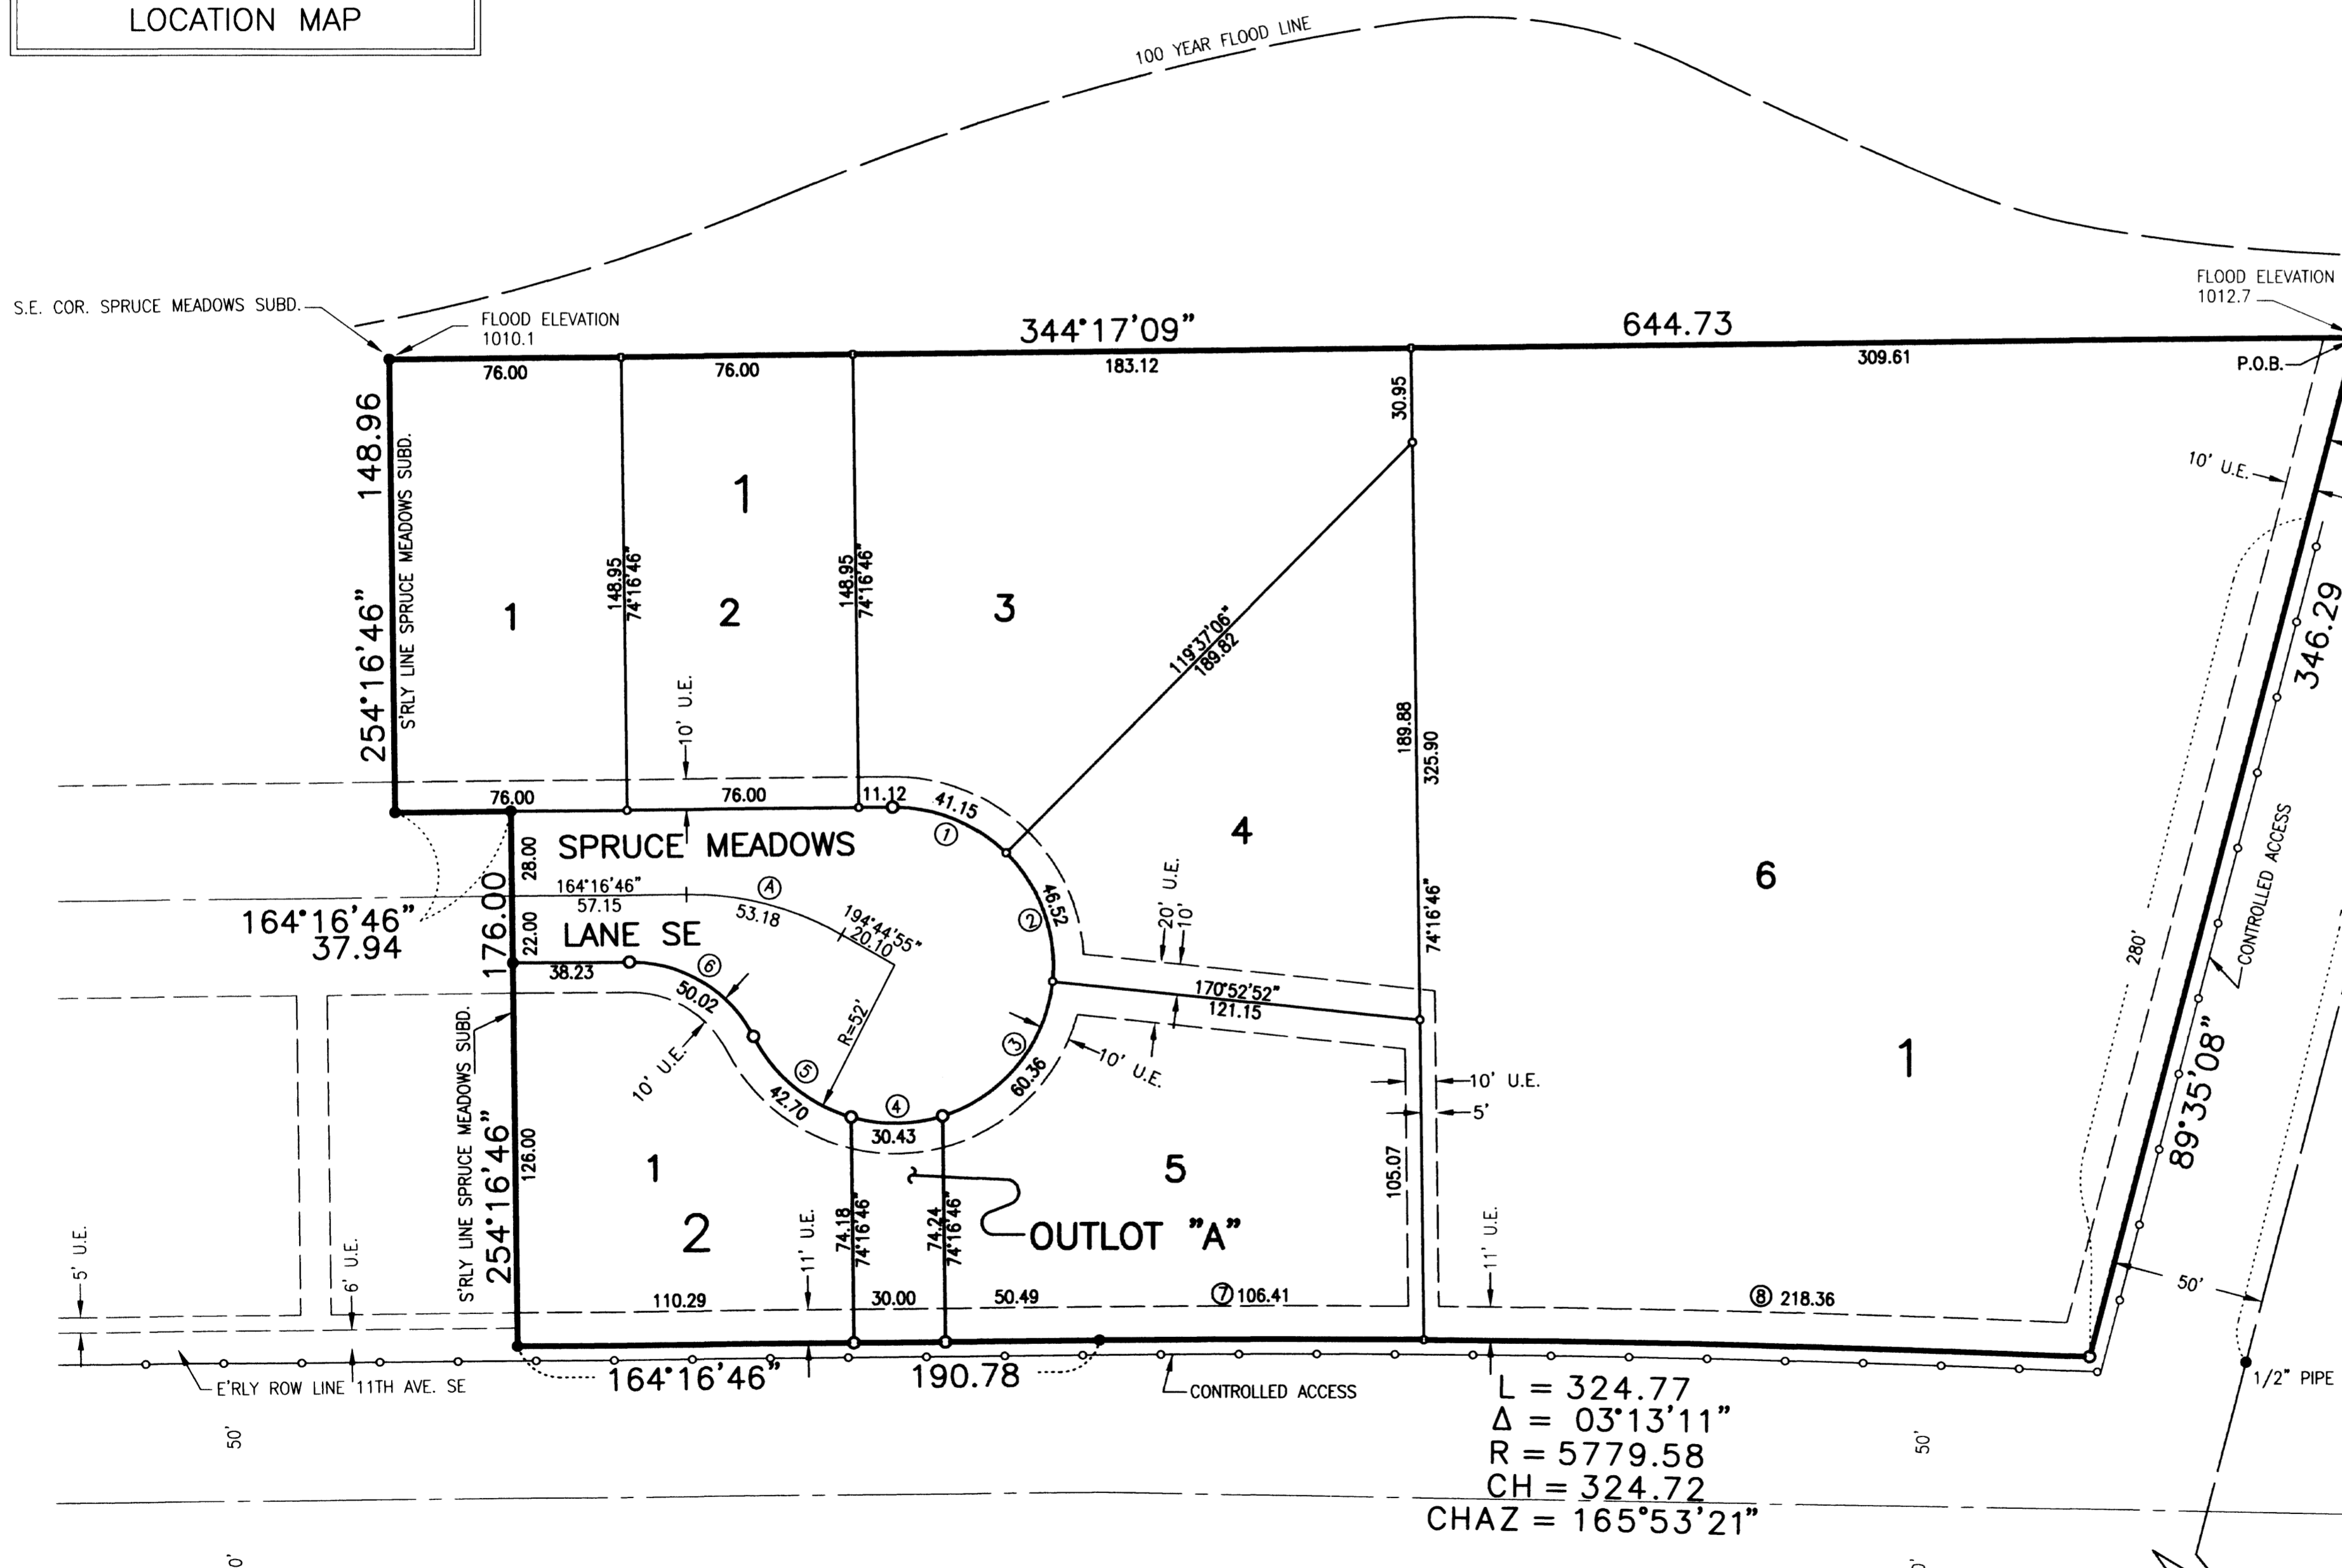 LOCATION MAP
100 YEAR FLOOD LINE
S.E. COR. SPRUCE MEADOWS SUBD.
FLOOD ELEVATION
1010.1
344°17'09"
644.73
FLOOD ELEVATION
1012.7
P.O.B.
76.00
76.00
183.12
309.61
148.96
254°16'46"
S'RLY LINE SPRUCE MEADOWS SUBD.
30.95
10' U.E.
1
148.95
74°16'46"
148.95
74°16'46"
1
2
3
119°37'06"
189.82
346.29
10' U.E.
189.88
325.90
76.00
76.00
11.12
41.15
1
SPRUCE MEADOWS
28.00
4
6
CONTROLLED ACCESS
164°16'46"
57.15
A
53.18
194°44'55"
20.10
46.52
2
20' U.E.
10'
74°16'46"
280'
164°16'46"
37.94
176.00
22.00
LANE SE
38.23
6
50.02
R=52'
170°52'52"
121.15
S'RLY LINE SPRUCE MEADOWS SUBD.
10' U.E.
5
42.70
3
60.36
10' U.E.
10' U.E.
5'
1
89°35'08"
4
30.43
254°16'46"
126.00
1
2
74.18
74°16'46"
74.24
74°16'46"
5
105.07
OUTLOT "A"
5' U.E.
6' U.E.
11' U.E.
11' U.E.
110.29
30.00
50.49
7 106.41
8 218.36
50'
E'RLY ROW LINE 11TH AVE. SE
164°16'46"
190.78
CONTROLLED ACCESS
1/2" PIPE
L = 324.77
Δ = 03°13'11"
R = 5779.58
CH = 324.72
CHAZ = 165°53'21"
50'
50'